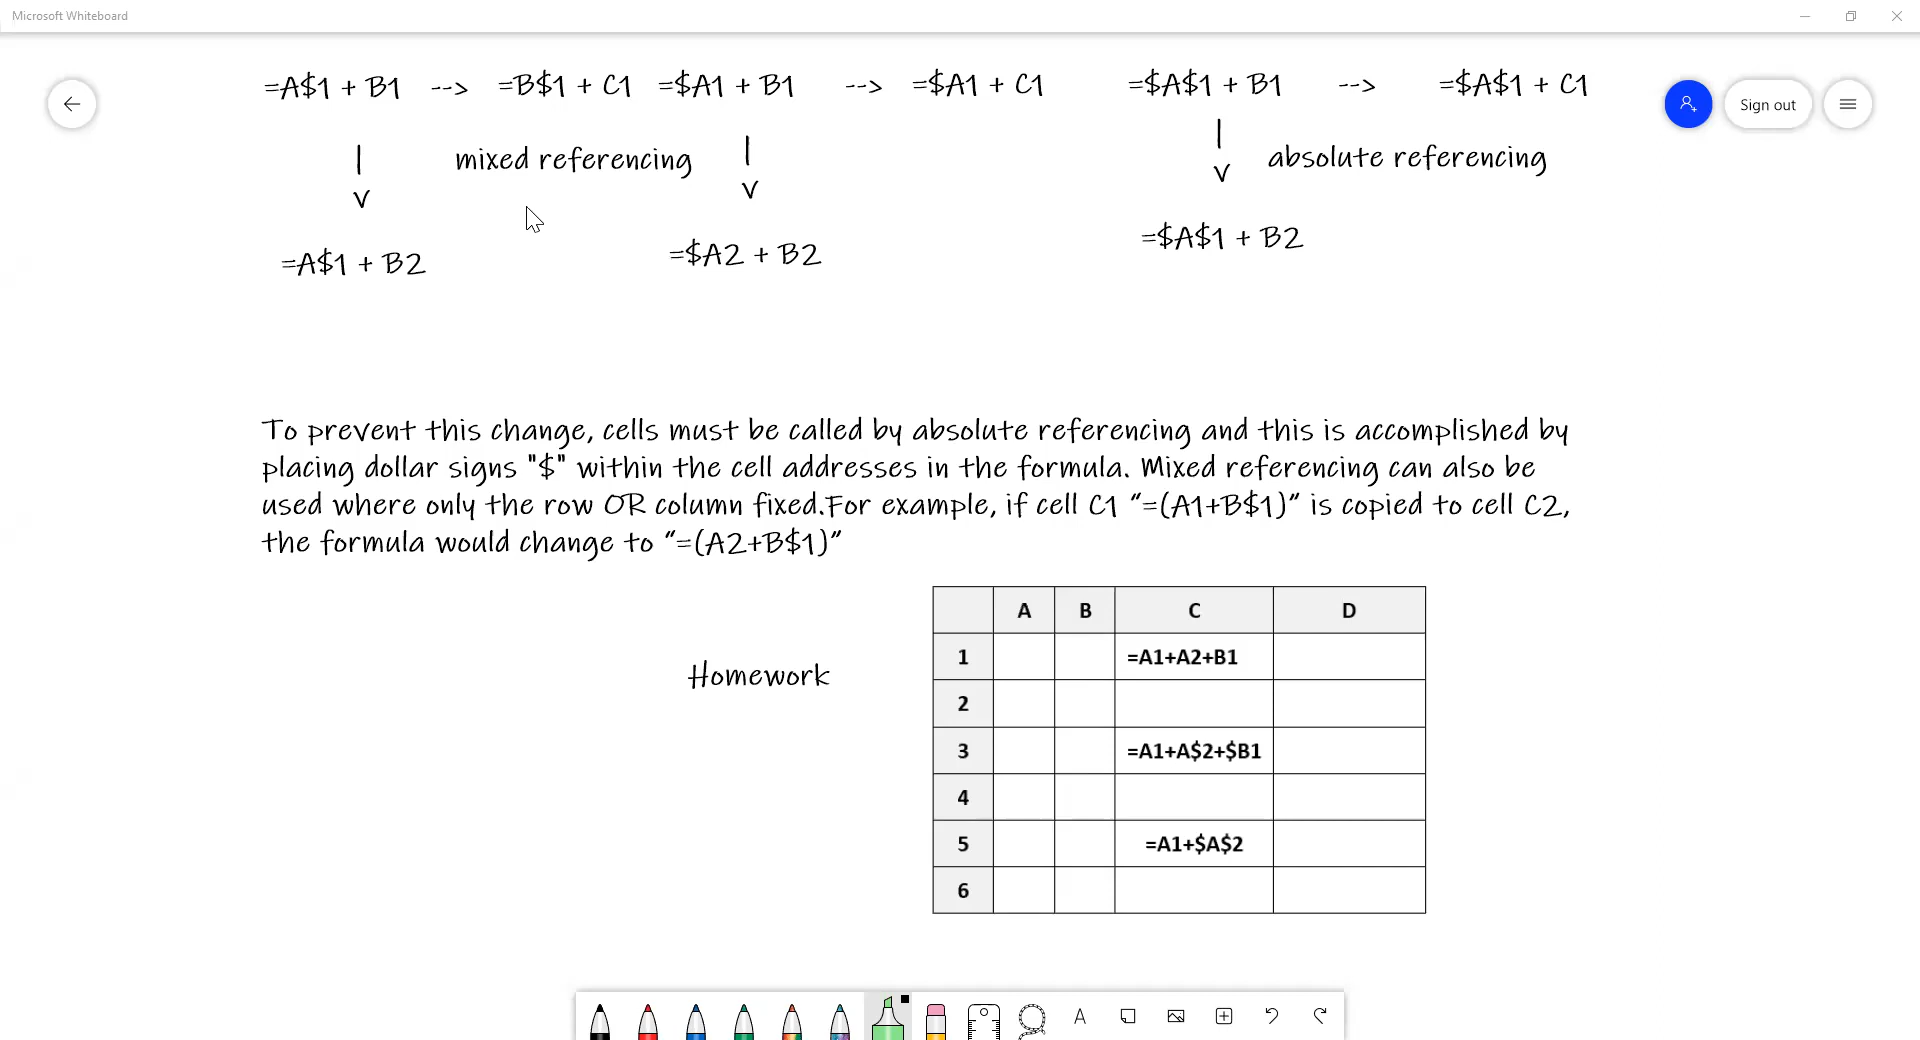 Microsoft Whiteboard
=A$1 + B1 --> =B$1 + C1 =$A1 + B1 --> =$A1 + C1 =$A$1 + B1 --> =$A$1 + C1
Sign out
| mixed referencing | | absolute referencing
v v v
=A$1 + B2 =$A2 + B2 =$A$1 + B2
To prevent this change, cells must be called by absolute referencing and this is accomplished by
placing dollar signs "$" within the cell addresses in the formula. Mixed referencing can also be
used where only the row OR column fixed.For example, if cell C1 “=(A1+B$1)” is copied to cell C2,
the formula would change to “=(A2+B$1)”
Homework
A B C D
1 =A1+A2+B1
2
3 =A1+A$2+$B1
4
5 =A1+$A$2
6
A